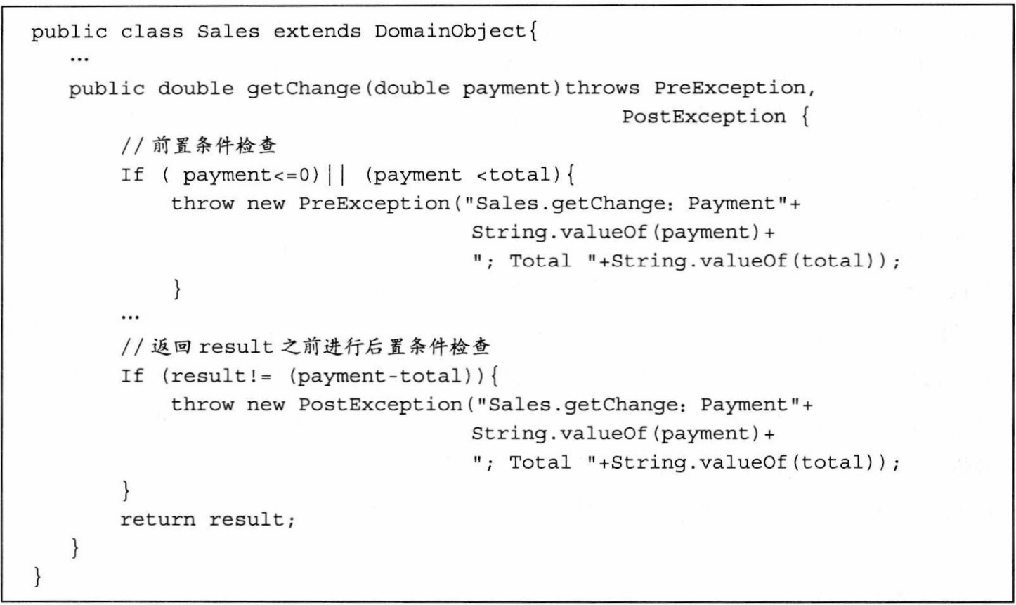 public class Sales extends DomainObject{
…
public double getChange(double payment)throws PreException,
PostException {
//前置条件检查
If ( payment<=0)|| (payment <total){
throw new PreException("Sales.getChange: Payment"+
String.valueOf(payment)+
"; Total "+String.valueOf(total));
}
…
//返回 result 之前进行后置条件检查
If (result!= (payment-total)){
throw new PostException("Sales.getChange: Payment"+
String.valueOf(payment)+
"; Total "+String.valueOf(total));
}
return result;
}
}